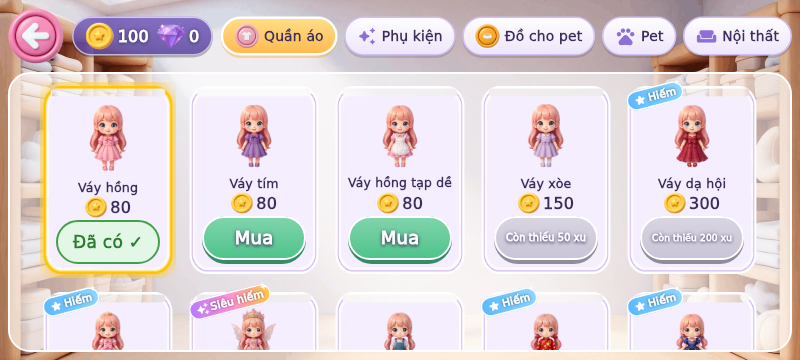 100
0
Quần áo
Phụ kiện
Đồ cho pet
Pet
Nội thất
Váy hồng
80
Đã có ✓
Váy tím
80
Mua
Váy hồng tạp dề
80
Mua
Váy xòe
150
Còn thiếu 50 xu
Hiếm
Váy dạ hội
300
Còn thiếu 200 xu
Hiếm
Siêu hiếm
Hiếm
Hiếm